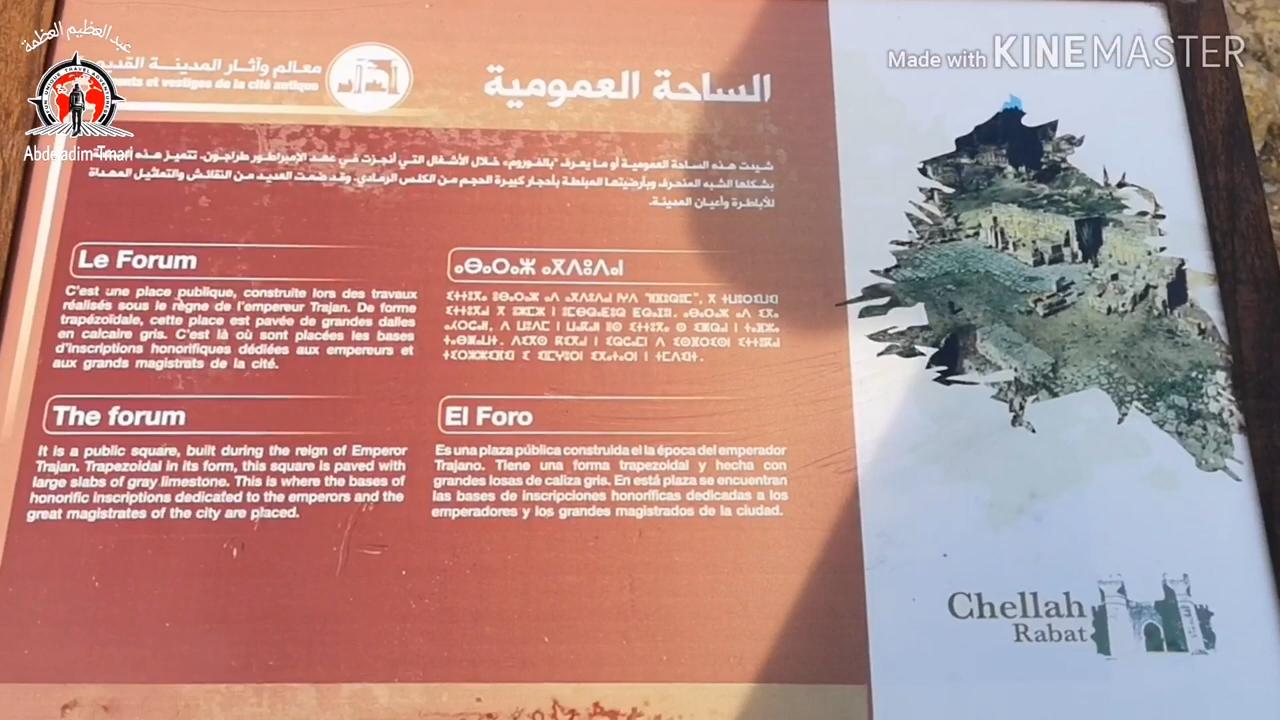 عبد العظيم العظمة
Abdeladim Tmari
Made with KINEMASTER
معالم وآثار المدينة
et vestiges de la cité antique
الساحة العمومية
شيدت هذه الساحة العمومية أو ما يعرف "بالفوروم» خلال الأشغال التي أنجزت في عهد الإمبراطور طراجون. تتميز هذه
بشكلها الشبه المنحرف وبأرضيتها المبلطة بأحجار كبيرة الحجم من الكلس الرمادي. وقد ضمت العديد من النقائش والتماثيل المهداة
للأباطرة وأعيان المدينة.
Le Forum
C'est une place publique, construite lors des travaux
réalisés sous le règne de l'empereur Trajan. De forme
trapézoïdale, cette place est pavée de grandes dalles
en calcaire gris. C'est là où sont placées les bases
d'inscriptions honorifiques dédiées aux empereurs et
aux grands magistrats de la cité.
ⴰⴱⴰⵔⴰⵣ ⴰⴳⴷⵓⴷⴰⵏ
The forum
It is a public square, built during the reign of Emperor
Trajan. Trapezoidal in its form, this square is paved with
large slabs of gray limestone. This is where the bases of
honorific inscriptions dedicated to the emperors and the
great magistrates of the city are placed.
El Foro
Es una plaza pública construida el la época del emperador
Trajano. Tiene una forma trapezoidal y hecha con
grandes losas de caliza gris. En está plaza se encuentran
las bases de inscripciones honoríficas dedicadas a los
emperadores y los grandes magistrados de la ciudad.
Chellah
Rabat